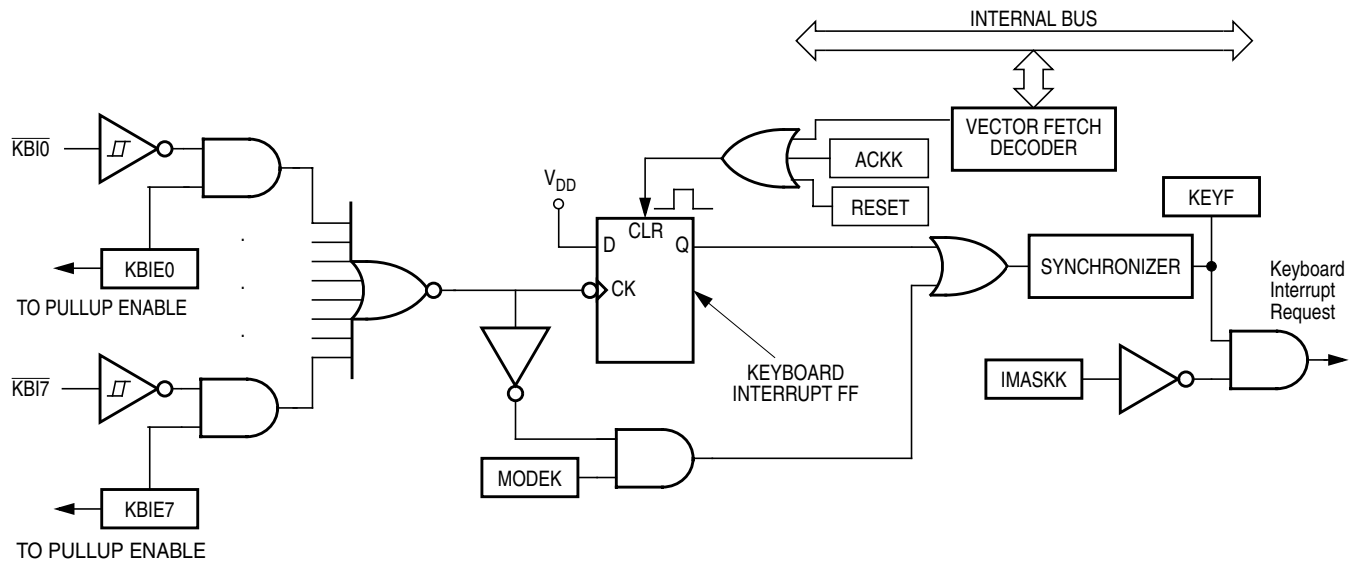 INTERNAL BUS
VECTOR FETCH
DECODER
ACKK
RESET
KBI0
KBIE0
TO PULLUP ENABLE
KBI7
KBIE7
TO PULLUP ENABLE
VDD
D
CLR
Q
CK
KEYBOARD
INTERRUPT FF
MODEK
SYNCHRONIZER
KEYF
IMASKK
Keyboard
Interrupt
Request